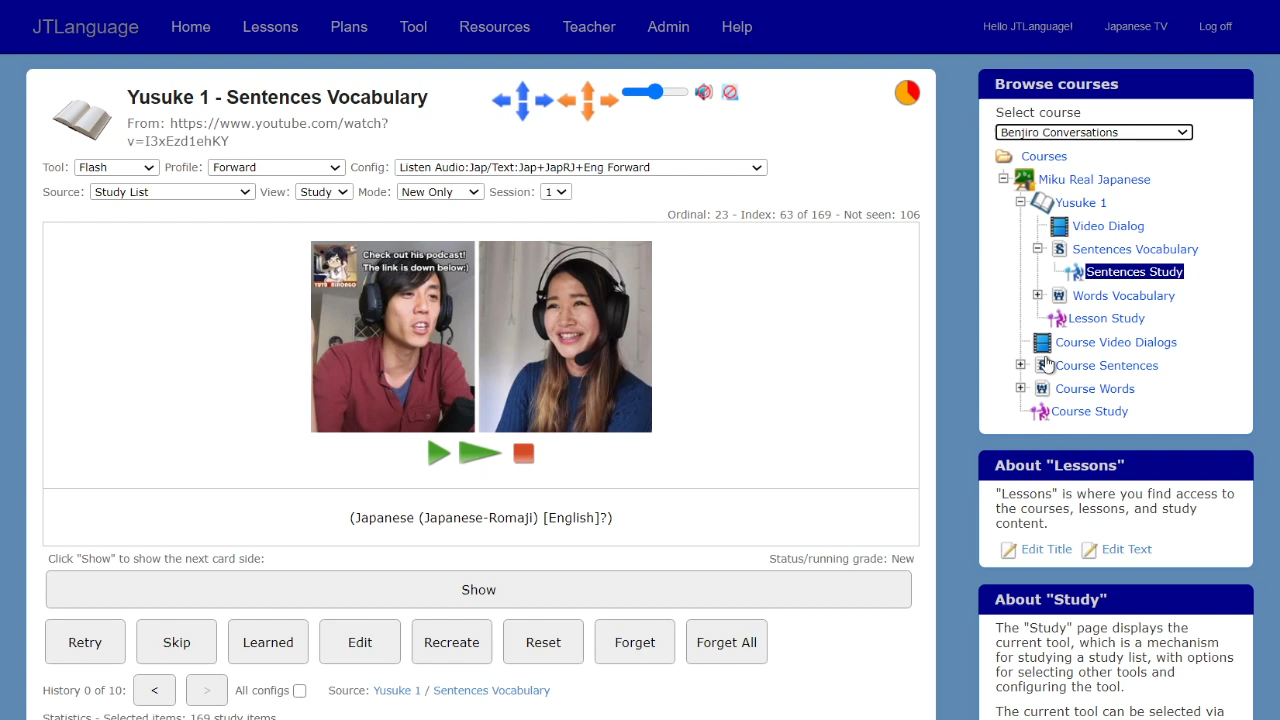 JTLanguage Home Lessons Plans Tool Resources Teacher Admin Help Hello JTLanguage! Japanese TV Log off
Yusuke 1 - Sentences Vocabulary
From: https://www.youtube.com/watch?
v=I3xEzd1ehKY
Tool: Flash Profile: Forward Config: Listen Audio:Jap/Text:Jap+JapRJ+Eng Forward
Source: Study List View: Study Mode: New Only Session: 1
Ordinal: 23 - Index: 63 of 169 - Not seen: 106
Check out his podcast!
The link is down below:)
(Japanese (Japanese-Romaji) [English]?)
Click "Show" to show the next card side: Status/running grade: New
Show
Retry Skip Learned Edit Recreate Reset Forget Forget All
History 0 of 10: < > All configs Source: Yusuke 1 / Sentences Vocabulary
Statistics - Selected items: 169 study items
Browse courses
Select course
Benjiro Conversations
Courses
Miku Real Japanese
Yusuke 1
Video Dialog
S Sentences Vocabulary
Sentences Study
W Words Vocabulary
Lesson Study
Course Video Dialogs
S Course Sentences
W Course Words
Course Study
About "Lessons"
"Lessons" is where you find access to
the courses, lessons, and study
content.
Edit Title Edit Text
About "Study"
The "Study" page displays the
current tool, which is a mechanism
for studying a study list, with options
for selecting other tools and
configuring the tool.
The current tool can be selected via